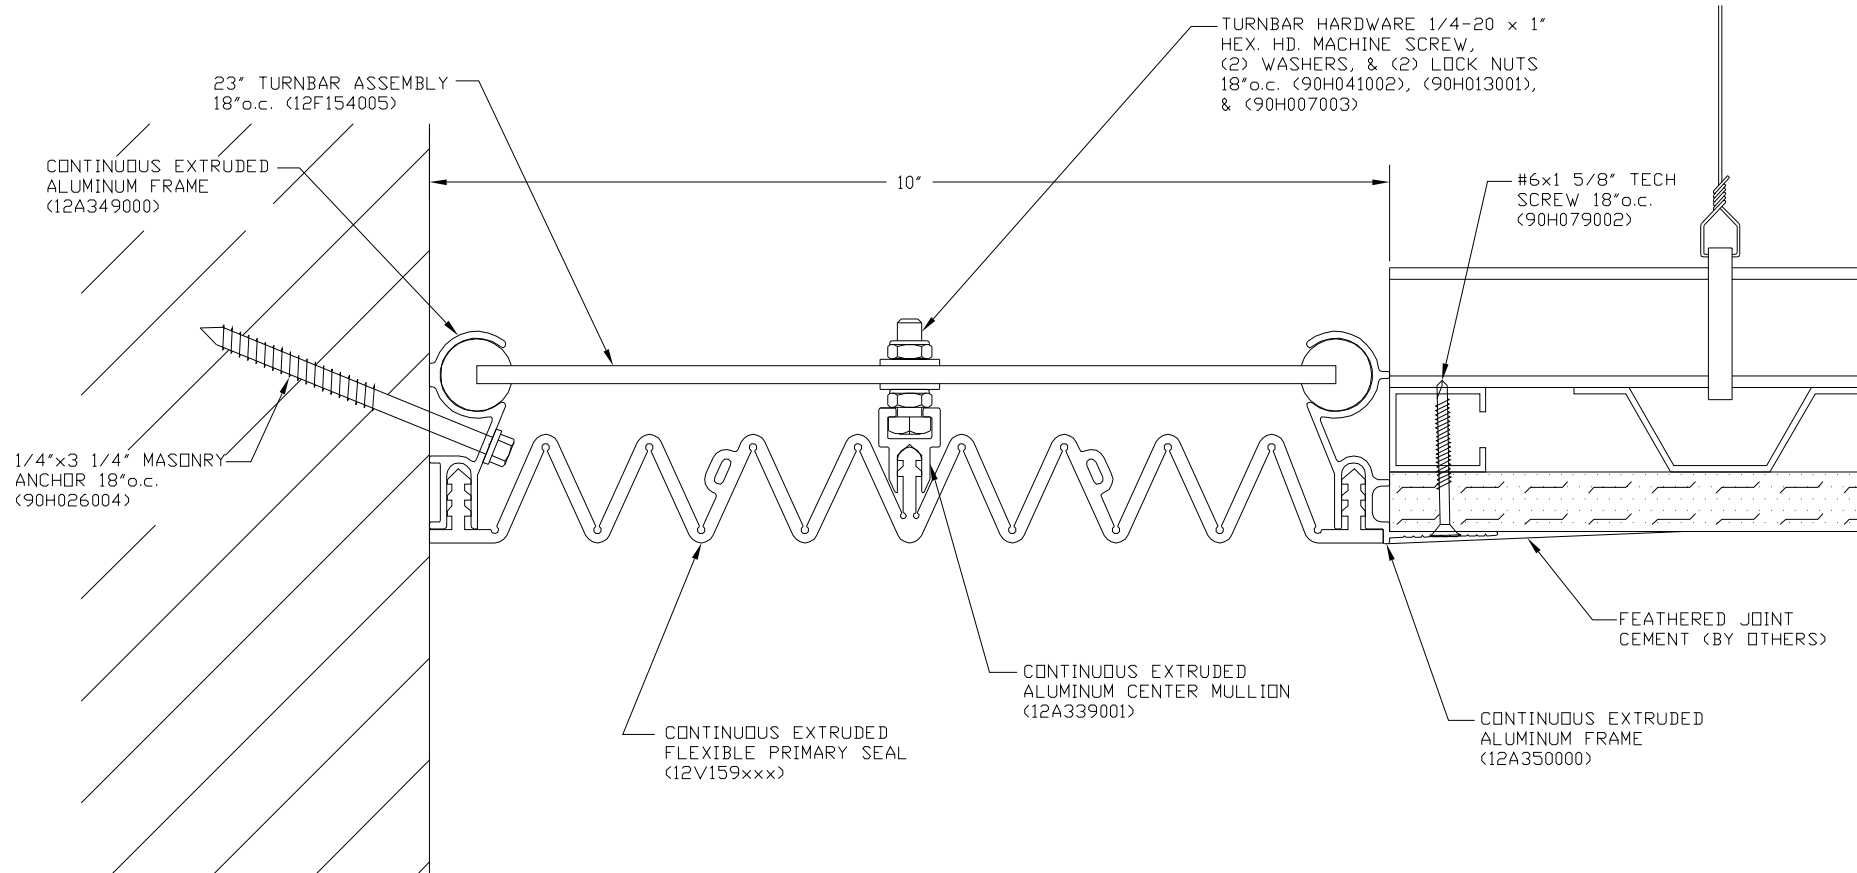 TURNBAR HARDWARE 1/4-20 x 1"
HEX. HD. MACHINE SCREW,
(2) WASHERS, & (2) LOCK NUTS
18"o.c. (90H041002), (90H013001),
& (90H007003)
23" TURNBAR ASSEMBLY
18"o.c. (12F154005)
CONTINUOUS EXTRUDED
ALUMINUM FRAME
(12A349000)
10"
#6x1 5/8" TECH
SCREW 18"o.c.
(90H079002)
1/4"x3 1/4" MASONRY
ANCHOR 18"o.c.
(90H026004)
FEATHERED JOINT
CEMENT (BY OTHERS)
CONTINUOUS EXTRUDED
ALUMINUM CENTER MULLION
(12A339001)
CONTINUOUS EXTRUDED
FLEXIBLE PRIMARY SEAL
(12V159xxx)
CONTINUOUS EXTRUDED
ALUMINUM FRAME
(12A350000)